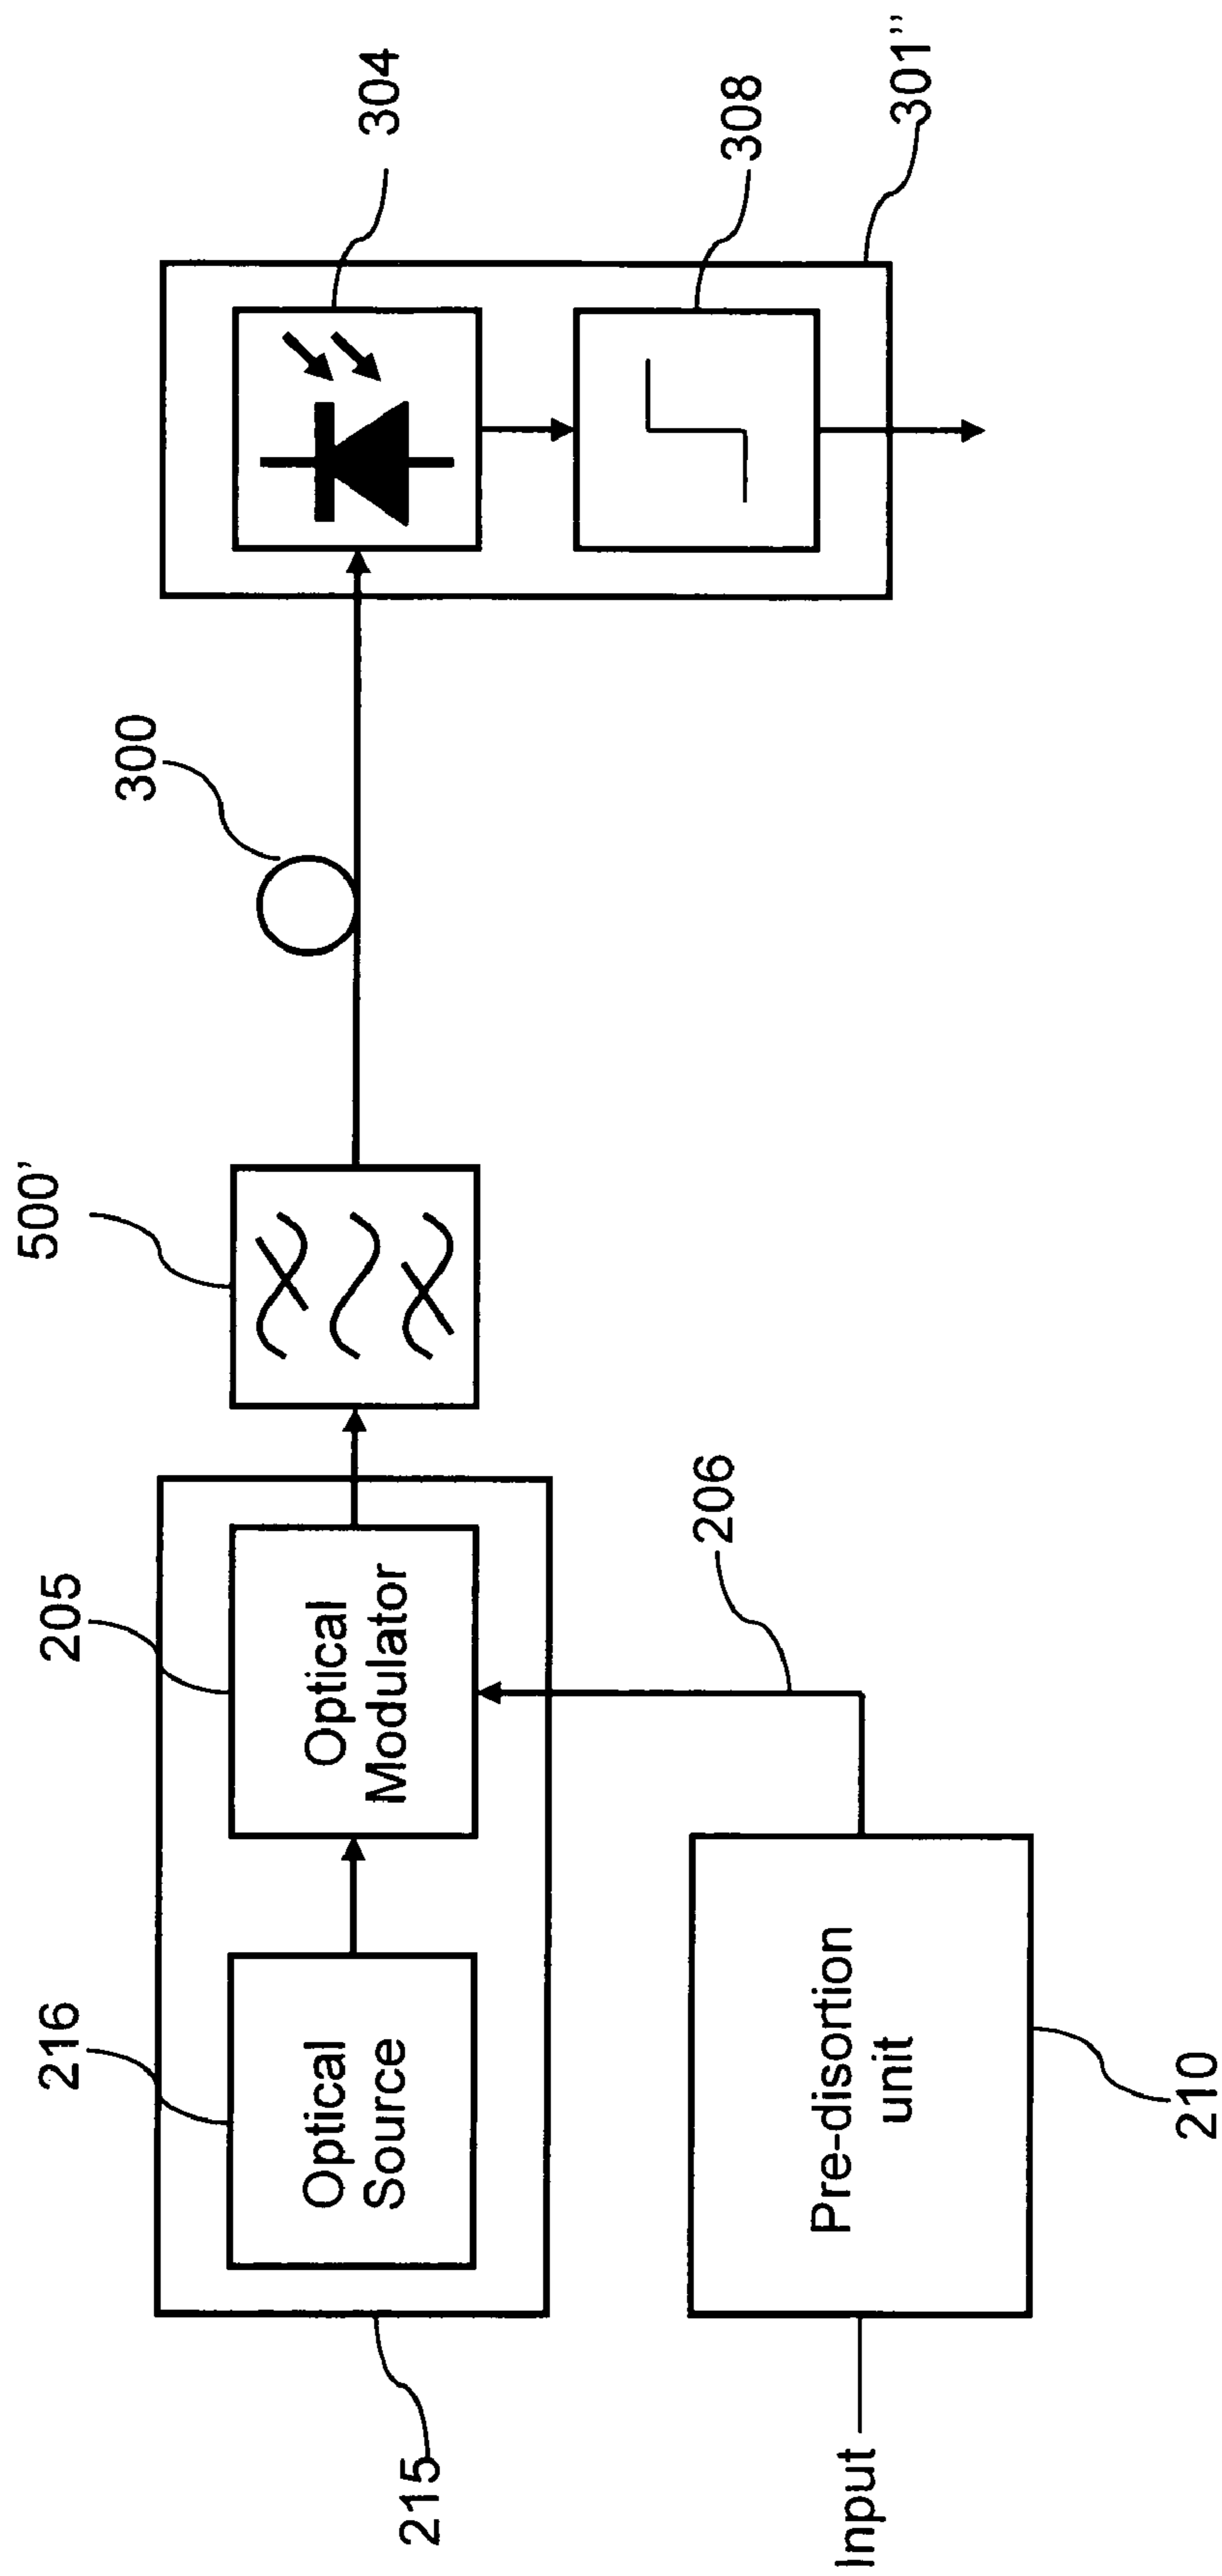 500'
300
304
308
301''
216
205
Optical
Source
Optical
Modulator
215
206
Pre-disortion
unit
Input
210